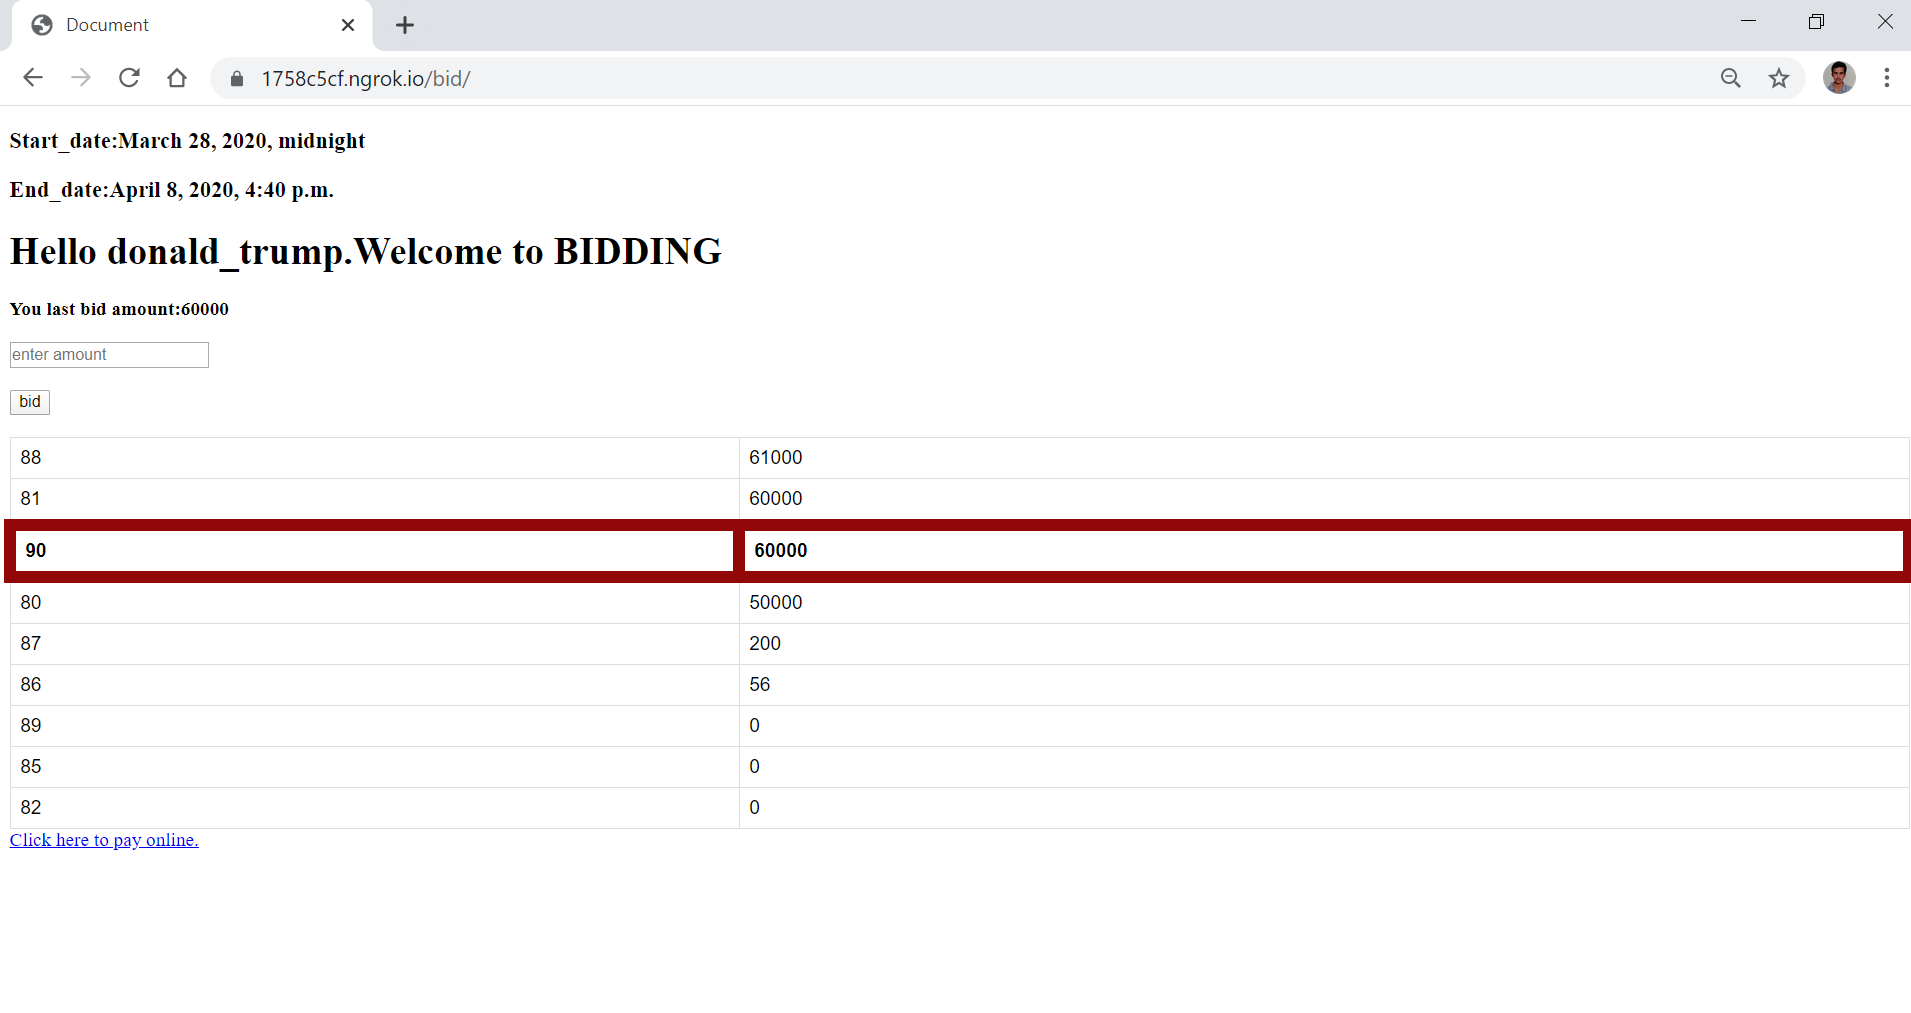 Document
1758c5cf.ngrok.io/bid/
Start_date:March 28, 2020, midnight
End_date:April 8, 2020, 4:40 p.m.
Hello donald_trump.Welcome to BIDDING
You last bid amount:60000
enter amount
bid
88 61000
81 60000
90 60000
80 50000
87 200
86 56
89 0
85 0
82 0
Click here to pay online.